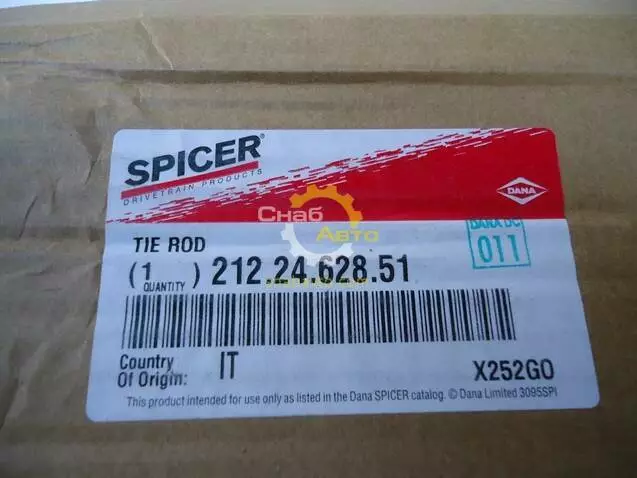 SPICER®
DRIVETRAIN PRODUCTS
DANA
Снаб
Авто
DANA DC
011
TIE ROD
( 1 ) 212.24.628.51
QUANTITY
Country
Of Origin: IT
X252GO
This product intended for use only as listed in the Dana SPICER catalog. © Dana Limited 3095SPI